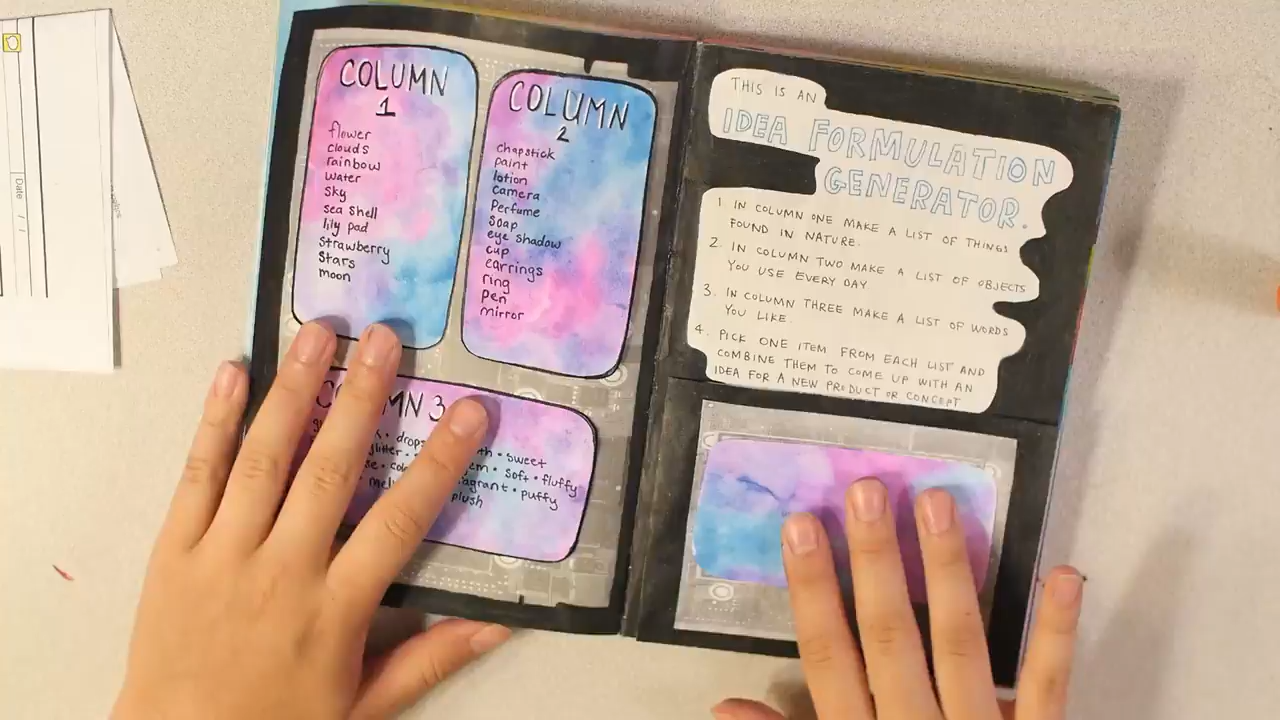 COLUMN
1
flower
clouds
rainbow
water
sky
sea shell
lily pad
strawberry
stars
moon
COLUMN
2
chapstick
paint
lotion
camera
Perfume
soap
eye shadow
cup
earrings
ring
pen
mirror
3
• drops • sweet
• soft • fluffy
• puffy
plush
THIS IS AN
IDEA FORMULATION
GENERATOR.
1. IN COLUMN ONE MAKE A LIST OF THINGS
FOUND IN NATURE.
2. IN COLUMN TWO MAKE A LIST OF OBJECTS
YOU USE EVERY DAY
3. IN COLUMN THREE MAKE A LIST OF WORDS
YOU LIKE.
4. PICK ONE ITEM FROM EACH LIST AND
COMBINE THEM TO COME UP WITH AN
IDEA FOR A NEW PRODUCT OR CONCEPT
Date / /